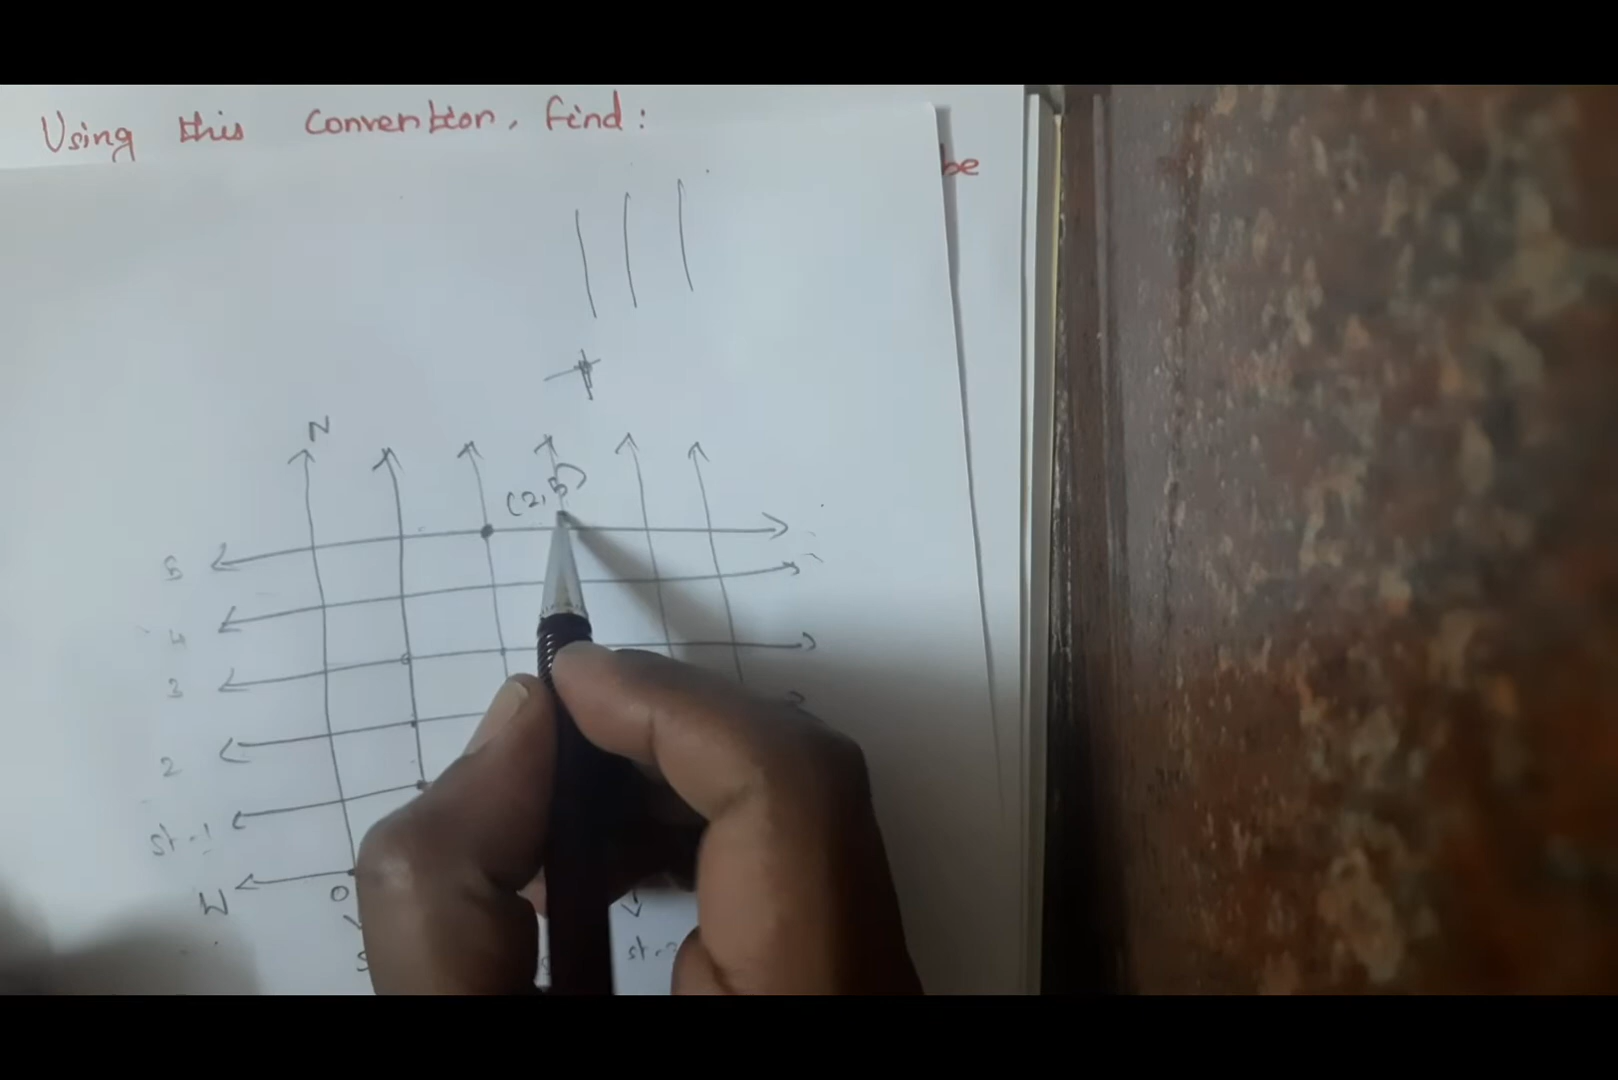 Using this convention, find:
be
N
(2,5)
5
4
3
2
st-1
W
O
S
st-